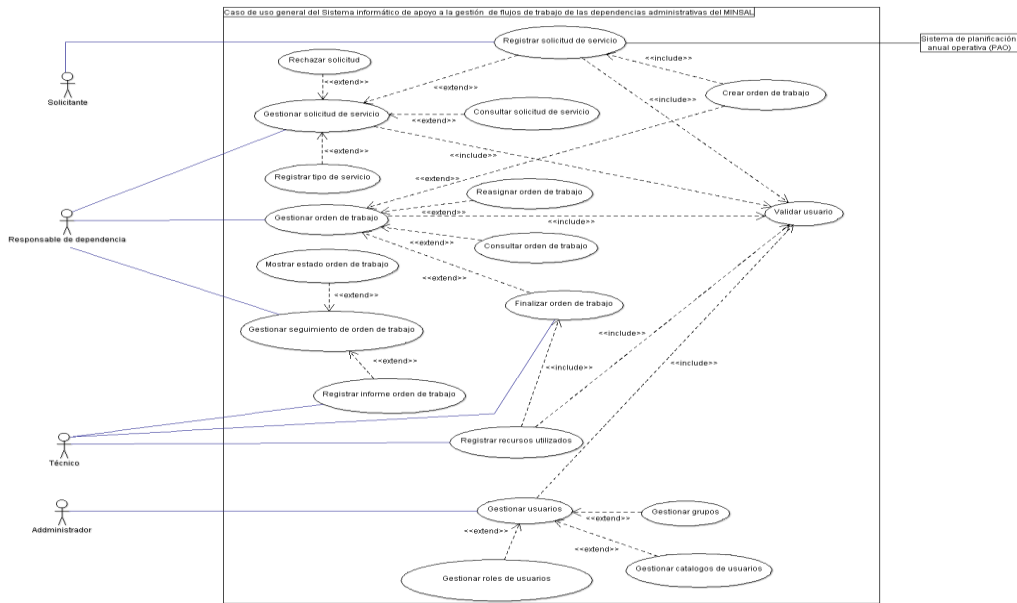 Caso de uso general del Sistema informático de apoyo a la gestión de flujos de trabajo de las dependencias administrativas del MINSAL
Registrar solicitud de servicio
Sistema de planificación
anual operativa (PAO)
Rechazar solicitud
<<include>>
Solicitante
<<extend>>
<<extend>>
Crear orden de trabajo
<<include>>
Gestionar solicitud de servicio
Consultar solicitud de servicio
<<extend>>
<<include>>
<<extend>>
Registrar tipo de servicio
<<extend>>
Reasignar orden de trabajo
Responsable de dependencia
Gestionar orden de trabajo
<<extend>>
<<include>>
Validar usuario
Consultar orden de trabajo
<<extend>>
Mostrar estado orden de trabajo
<<extend>>
<<extend>>
Finalizar orden de trabajo
Gestionar seguimiento de orden de trabajo
<<include>>
<<extend>>
<<include>>
<<include>>
Registrar informe orden de trabajo
Técnico
Registrar recursos utilizados
Addministrador
Gestionar usuarios
Gestionar grupos
<<extend>>
<<extend>>
<<extend>>
Gestionar catalogos de usuarios
Gestionar roles de usuarios